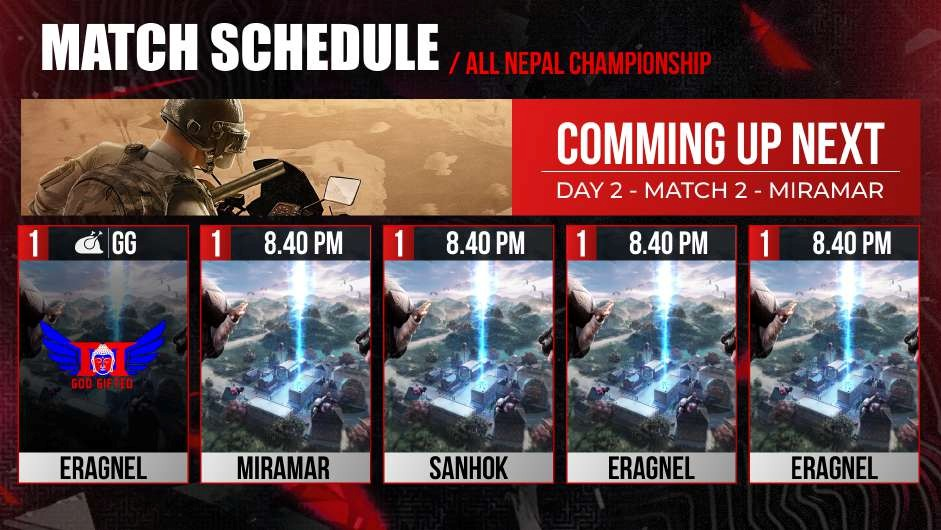 MATCH SCHEDULE / ALL NEPAL CHAMPIONSHIP
COMMING UP NEXT
DAY 2 - MATCH 2 - MIRAMAR
1 GG
1 8.40 PM
1 8.40 PM
1 8.40 PM
1 8.40 PM
GOD GIFTED
ERAGNEL
MIRAMAR
SANHOK
ERAGNEL
ERAGNEL